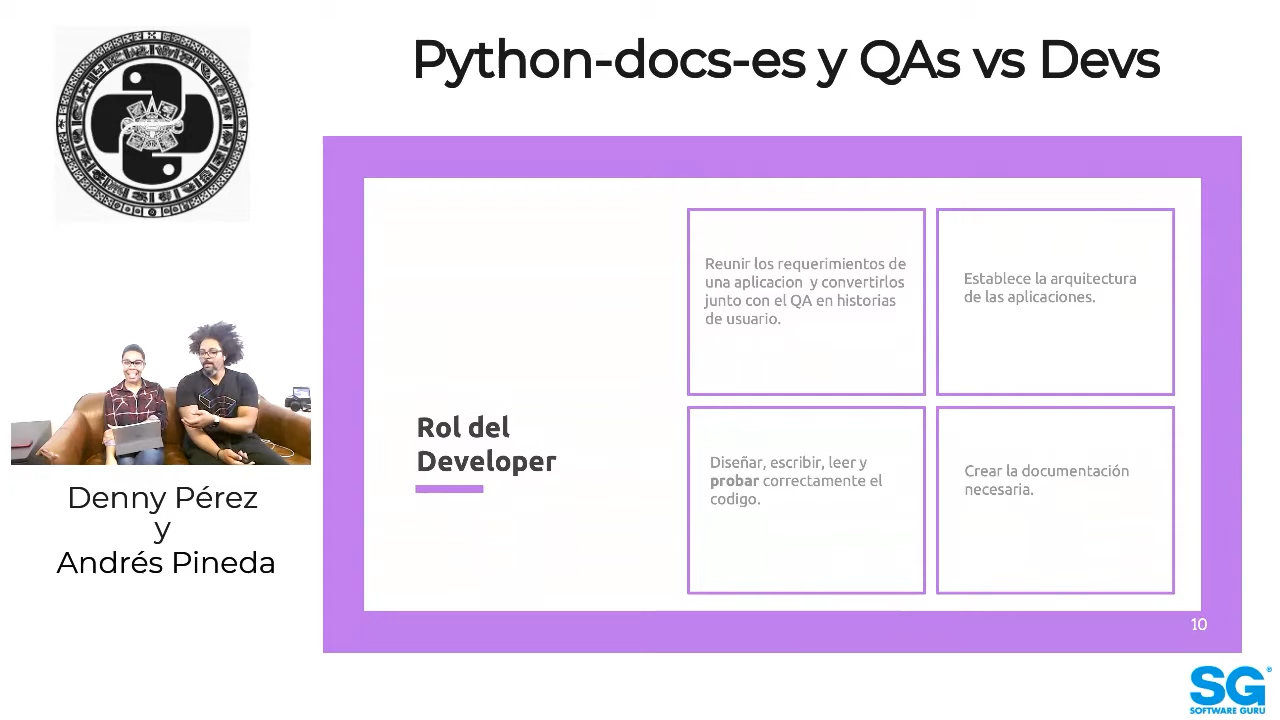 Python-docs-es y QAs vs Devs
Reunir los requerimientos de
una aplicacion y convertirlos
junto con el QA en historias
de usuario.
Establece la arquitectura
de las aplicaciones.
Rol del
Developer
Diseñar, escribir, leer y
probar correctamente el
codigo.
Crear la documentación
necesaria.
10
Denny Pérez
y
Andrés Pineda
SG
SOFTWARE GURU